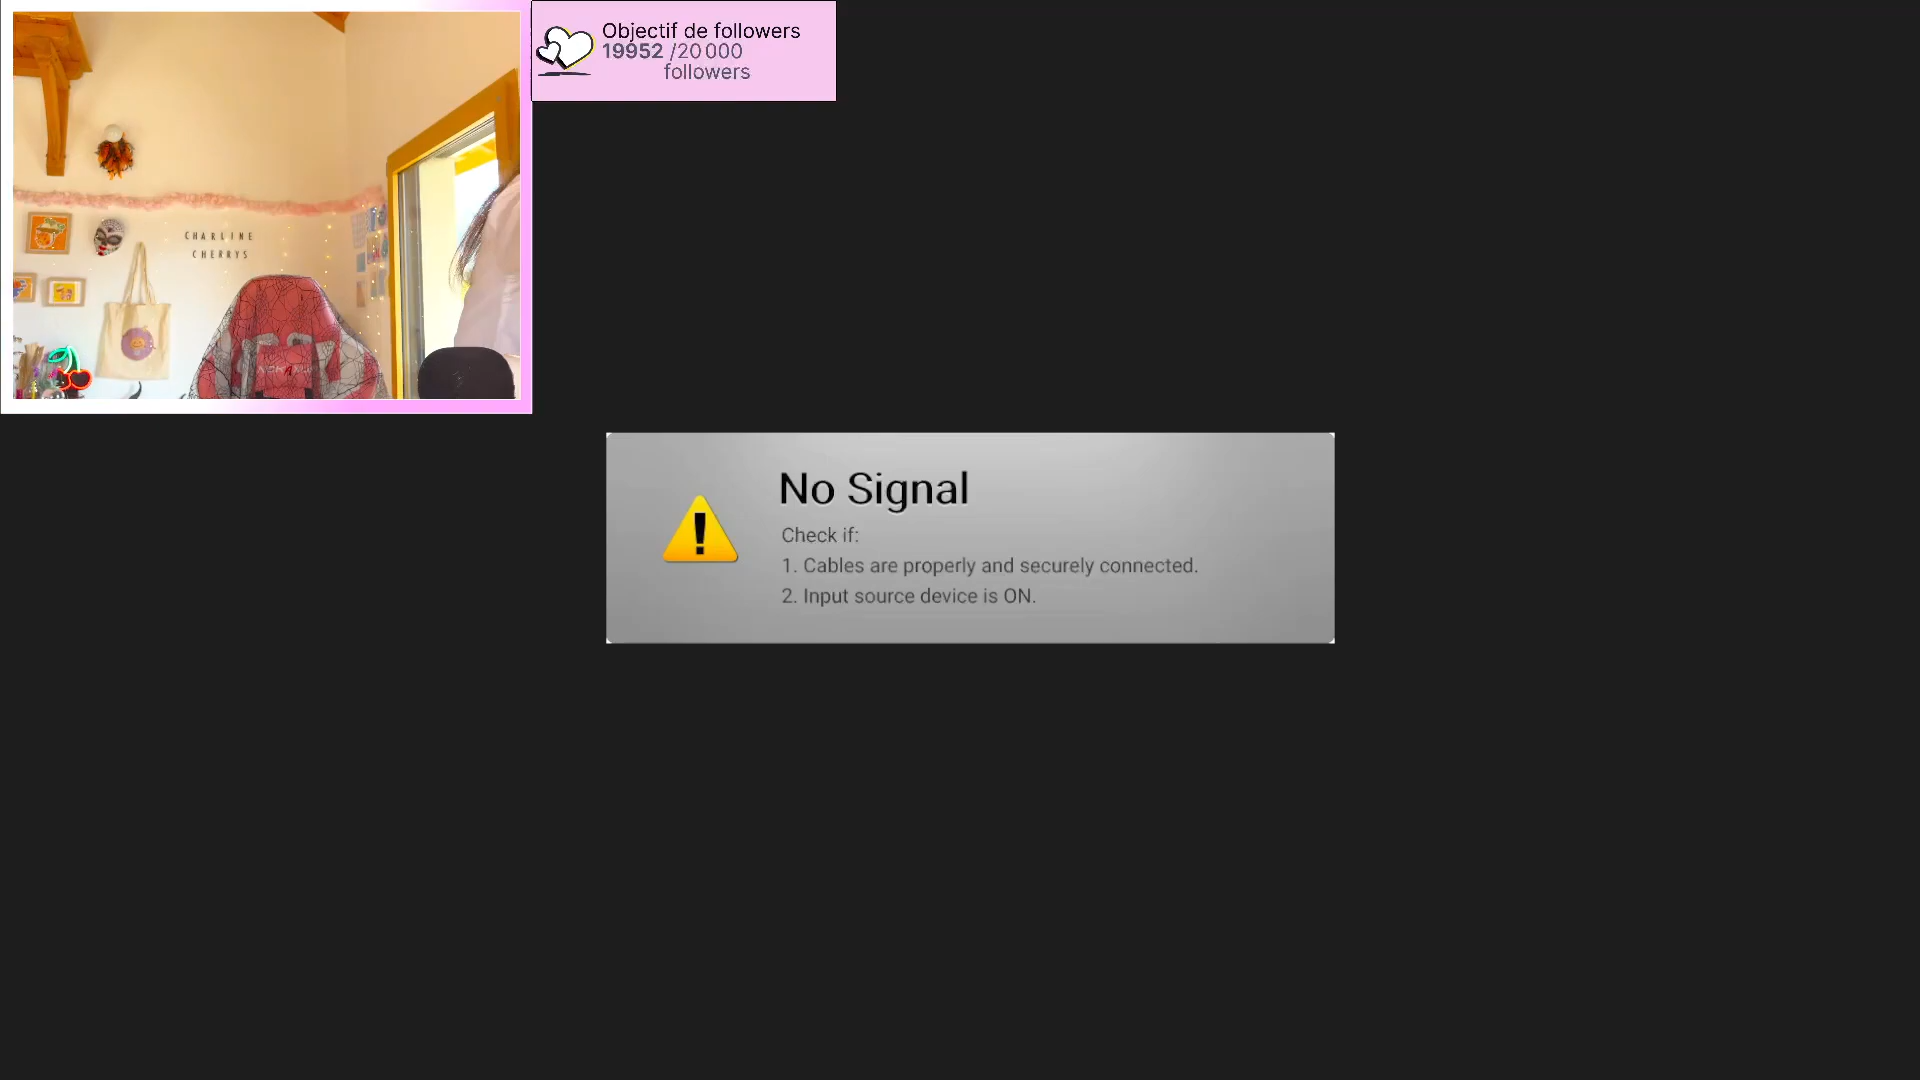 Objectif de followers
19952 /20 000
followers
CHARLINE
CHERRYS
No Signal
Check if:
1. Cables are properly and securely connected.
2. Input source device is ON.